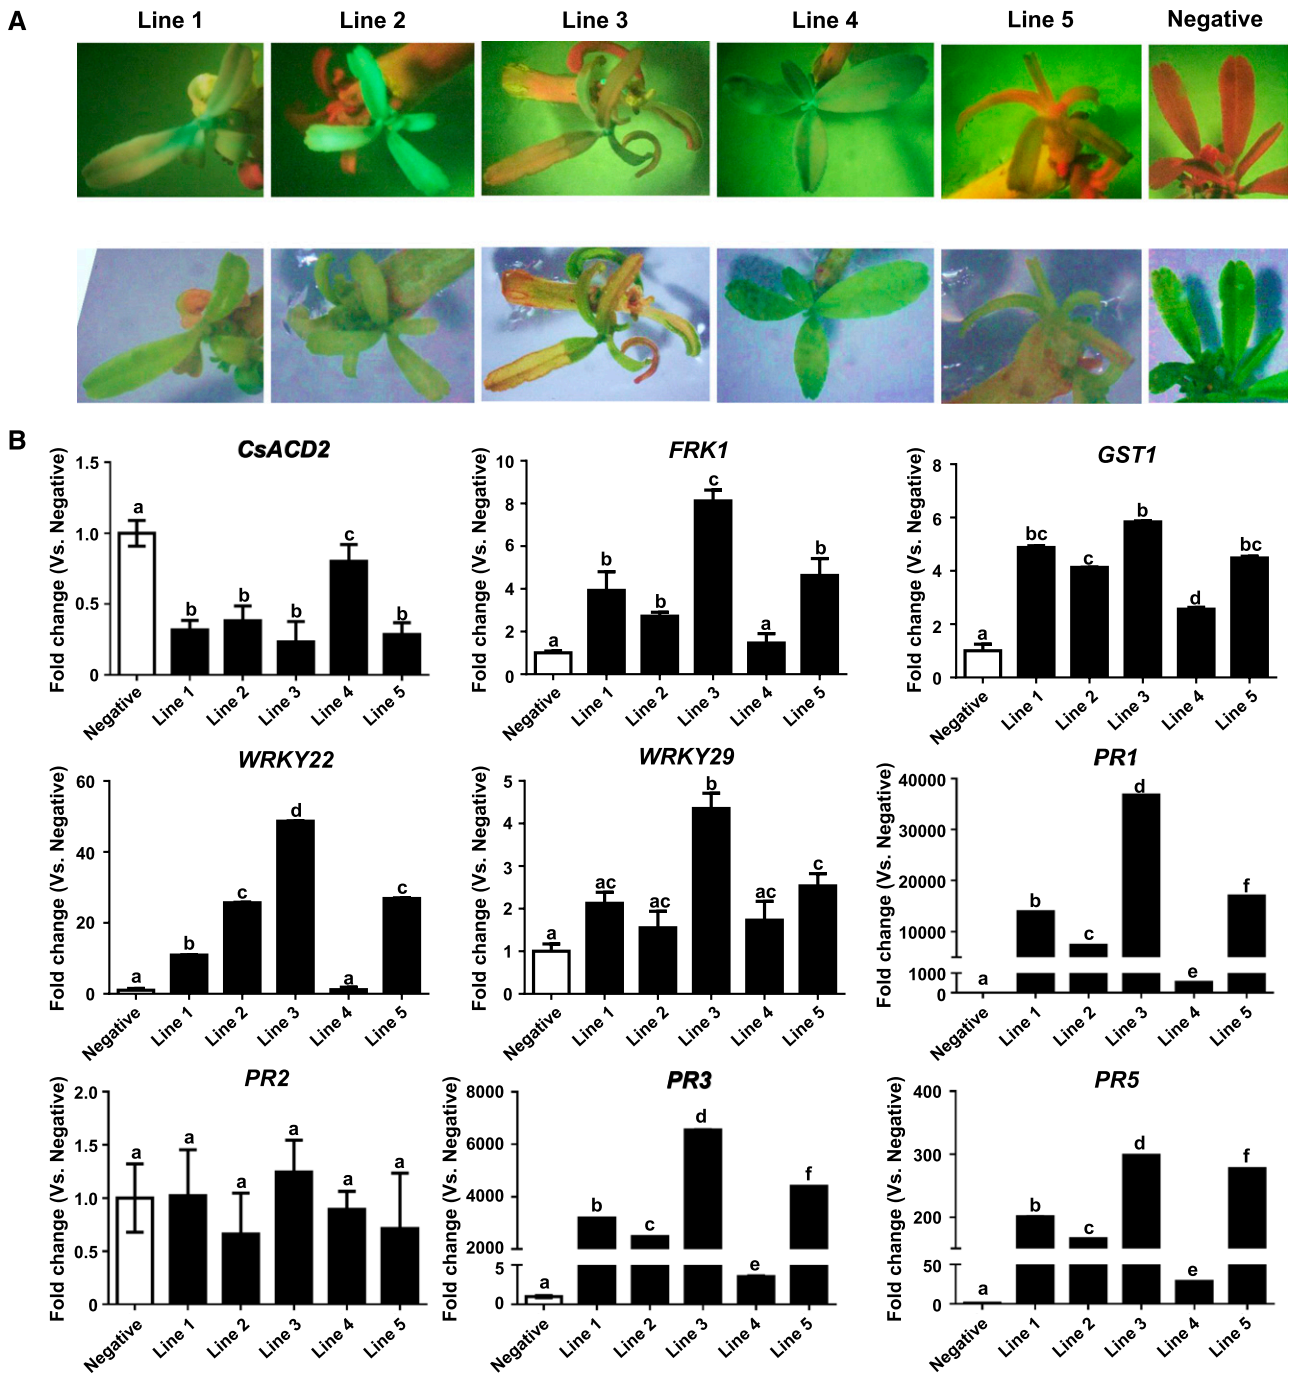 A
Line 1 Line 2 Line 3 Line 4 Line 5 Negative
B
CsACD2
Fold change (Vs. Negative)
1.5
1.0
0.5
0
a b b b c b
Negative Line 1 Line 2 Line 3 Line 4 Line 5
FRK1
Fold change (Vs. Negative)
10
8
6
4
2
0
a b b c a b
Negative Line 1 Line 2 Line 3 Line 4 Line 5
GST1
Fold change (Vs. Negative)
8
6
4
2
0
a bc c b d bc
Negative Line 1 Line 2 Line 3 Line 4 Line 5
WRKY22
Fold change (Vs. Negative)
60
40
20
0
a b c d a c
Negative Line 1 Line 2 Line 3 Line 4 Line 5
WRKY29
Fold change (Vs. Negative)
5
4
3
2
1
0
a ac ac b ac c
Negative Line 1 Line 2 Line 3 Line 4 Line 5
PR1
Fold change (Vs. Negative)
40000
30000
20000
10000
1000
0
a b c d e f
Negative Line 1 Line 2 Line 3 Line 4 Line 5
PR2
Fold change (Vs. Negative)
2.0
1.5
1.0
0.5
0
a a a a a a
Negative Line 1 Line 2 Line 3 Line 4 Line 5
PR3
Fold change (Vs. Negative)
8000
6000
4000
2000
5
0
a b c d e f
Negative Line 1 Line 2 Line 3 Line 4 Line 5
PR5
Fold change (Vs. Negative)
400
300
200
50
0
a b c d e f
Negative Line 1 Line 2 Line 3 Line 4 Line 5